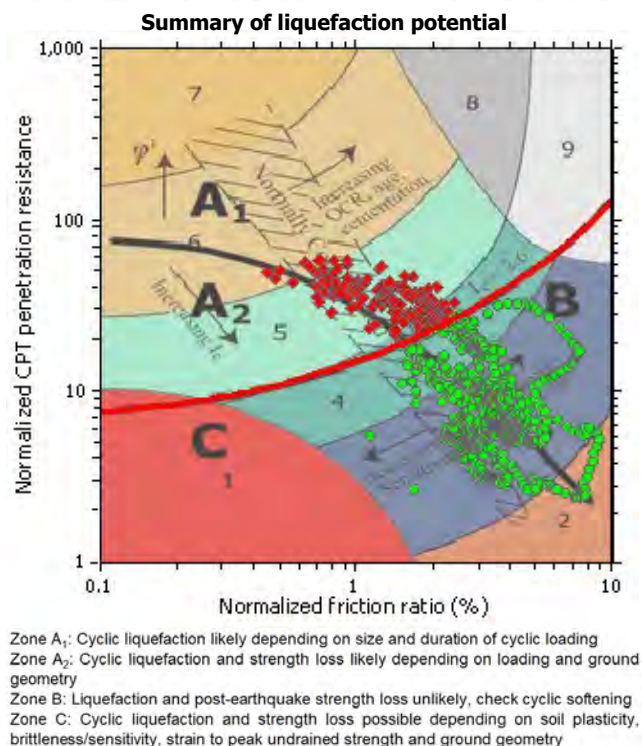 Summary of liquefaction potential
1,000
7
8
9
φ'
Increasing
OCR, age,
cementation
Normally
A1
100
6
A2
Increasing Ic
5
B
10
4
C
1
2
1
0.1
1
10
Normalized CPT penetration resistance
Normalized friction ratio (%)
Zone A1: Cyclic liquefaction likely depending on size and duration of cyclic loading
Zone A2: Cyclic liquefaction and strength loss likely depending on loading and ground
geometry
Zone B: Liquefaction and post-earthquake strength loss unlikely, check cyclic softening
Zone C: Cyclic liquefaction and strength loss possible depending on soil plasticity,
brittleness/sensitivity, strain to peak undrained strength and ground geometry